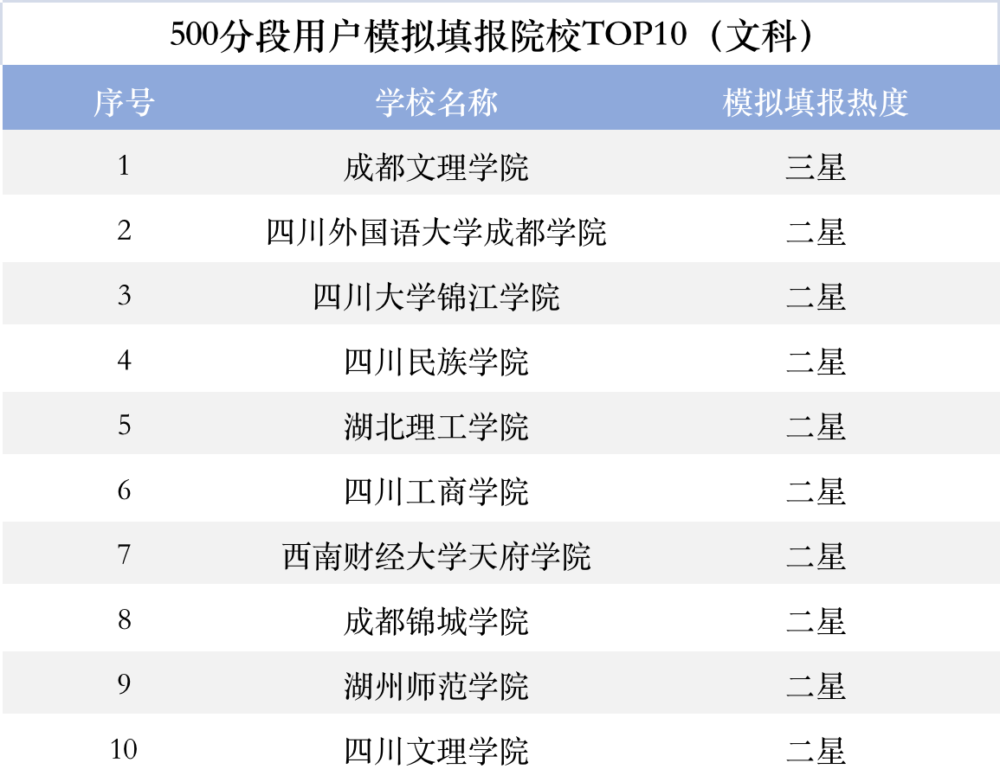 500分段用户模拟填报院校TOP10（文科）
序号 学校名称 模拟填报热度
1 成都文理学院 三星
2 四川外国语大学成都学院 二星
3 四川大学锦江学院 二星
4 四川民族学院 二星
5 湖北理工学院 二星
6 四川工商学院 二星
7 西南财经大学天府学院 二星
8 成都锦城学院 二星
9 湖州师范学院 二星
10 四川文理学院 二星